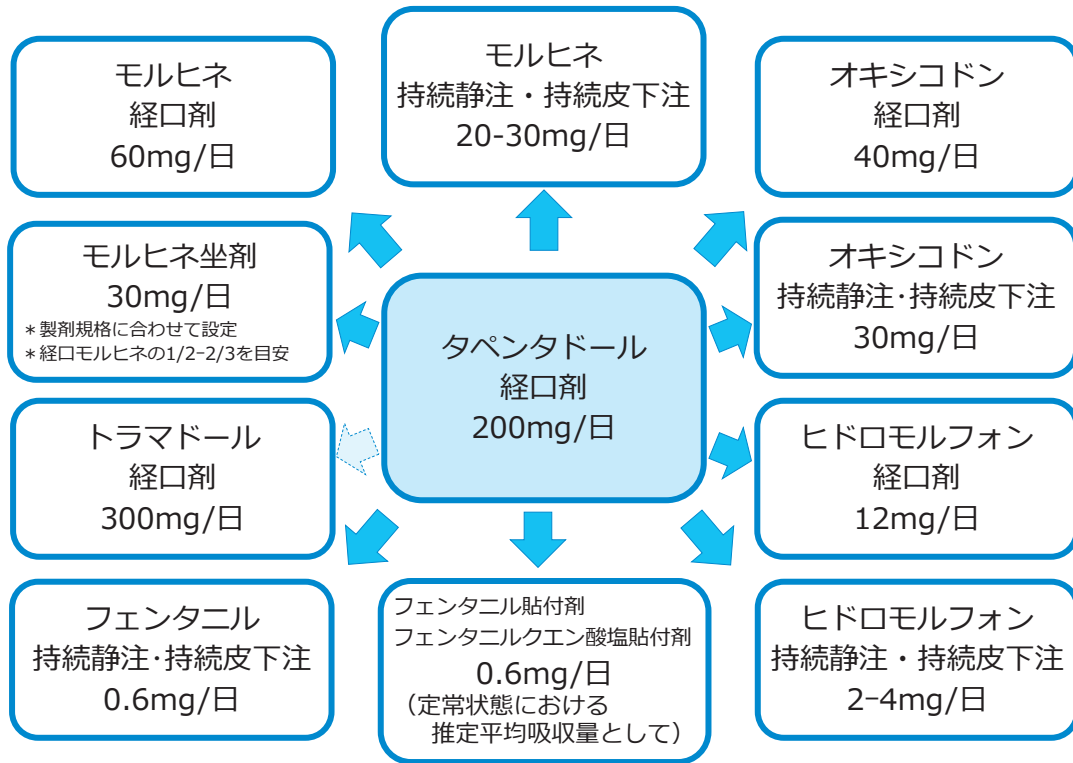 モルヒネ
経口剤
60mg/日
モルヒネ
持続静注・持続皮下注
20-30mg/日
オキシコドン
経口剤
40mg/日
モルヒネ坐剤
30mg/日
＊製剤規格に合わせて設定
＊経口モルヒネの1/2−2/3を目安
タペンタドール
経口剤
200mg/日
オキシコドン
持続静注･持続皮下注
30mg/日
トラマドール
経口剤
300mg/日
ヒドロモルフォン
経口剤
12mg/日
フェンタニル
持続静注･持続皮下注
0.6mg/日
フェンタニル貼付剤
フェンタニルクエン酸塩貼付剤
0.6mg/日
（定常状態における
推定平均吸収量として）
ヒドロモルフォン
持続静注・持続皮下注
2−4mg/日